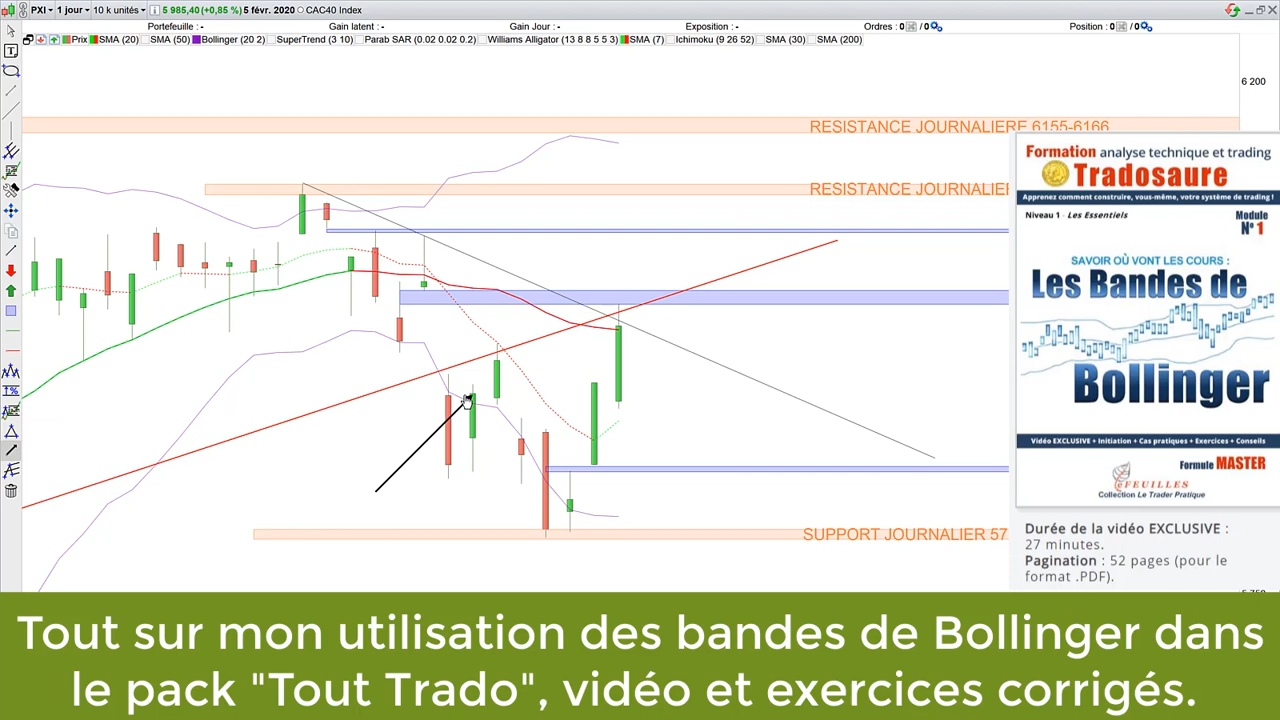 PXI 1 jour 10 k unités 5 985,40 (+0,85 %) 5 févr. 2020 CAC40 Index
Portefeuille : - Gain latent : - Gain Jour : - Exposition : - Ordres : 0 / 0 Position : 0 / 0
Prix SMA (20) SMA (50) Bollinger (20 2) SuperTrend (3 10) Parab SAR (0.02 0.02 0.2) Williams Alligator (13 8 8 5 5 3) SMA (7) Ichimoku (9 26 52) SMA (30) SMA (200)
6 200
RESISTANCE JOURNALIERE 6155-6166
RESISTANCE JOURNALIER
SUPPORT JOURNALIER 57
Formation analyse technique et trading
Tradosaure
Apprenez comment construire, vous-même, votre système de trading !
Niveau 1 - Les Essentiels
Module
N° 1
SAVOIR OÙ VONT LES COURS :
Les Bandes de
Bollinger
Vidéo EXCLUSIVE + Initiation + Cas pratiques + Exercices + Conseils
Formule MASTER
eFEUILLES
Collection Le Trader Pratique
Durée de la vidéo EXCLUSIVE :
27 minutes.
Pagination : 52 pages (pour le
format .PDF).
Tout sur mon utilisation des bandes de Bollinger dans
le pack "Tout Trado", vidéo et exercices corrigés.